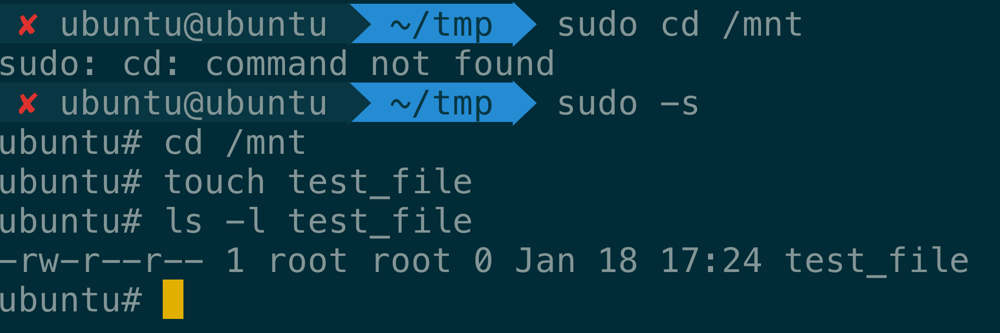 ✘ ubuntu@ubuntu ~/tmp sudo cd /mnt
sudo: cd: command not found
✘ ubuntu@ubuntu ~/tmp sudo -s
ubuntu# cd /mnt
ubuntu# touch test_file
ubuntu# ls -l test_file
-rw-r--r-- 1 root root 0 Jan 18 17:24 test_file
ubuntu#